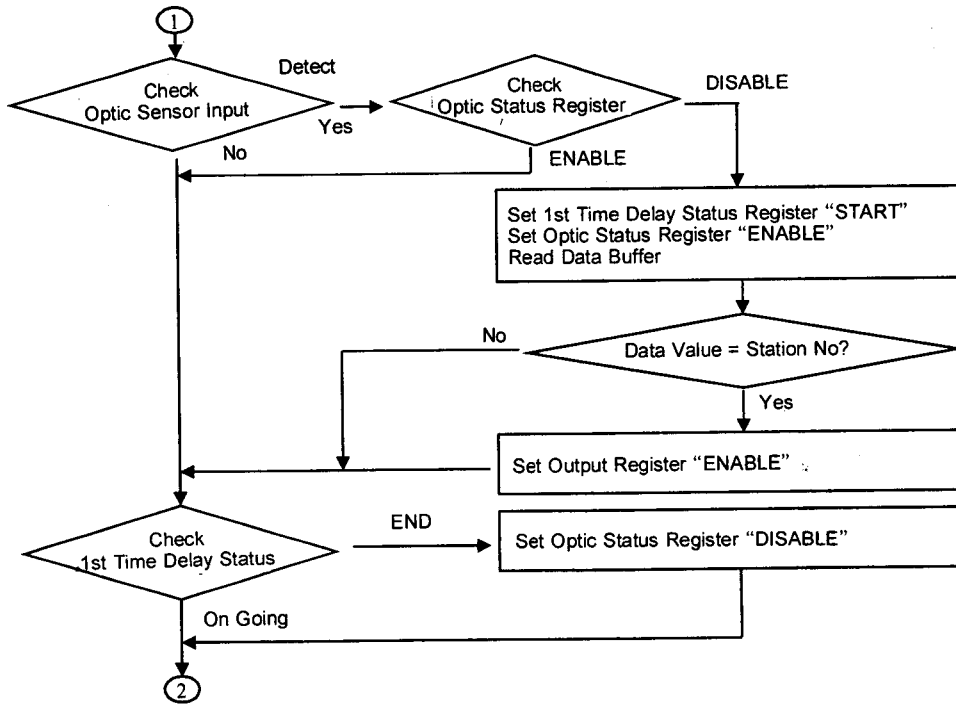 1
Detect
Check
Optic Sensor Input
Yes
No
Check
Optic Status Register
DISABLE
ENABLE
Set 1st Time Delay Status Register “START”
Set Optic Status Register “ENABLE”
Read Data Buffer
Data Value = Station No?
No
Yes
Set Output Register “ENABLE”
Check
1st Time Delay Status
END
Set Optic Status Register “DISABLE”
On Going
2